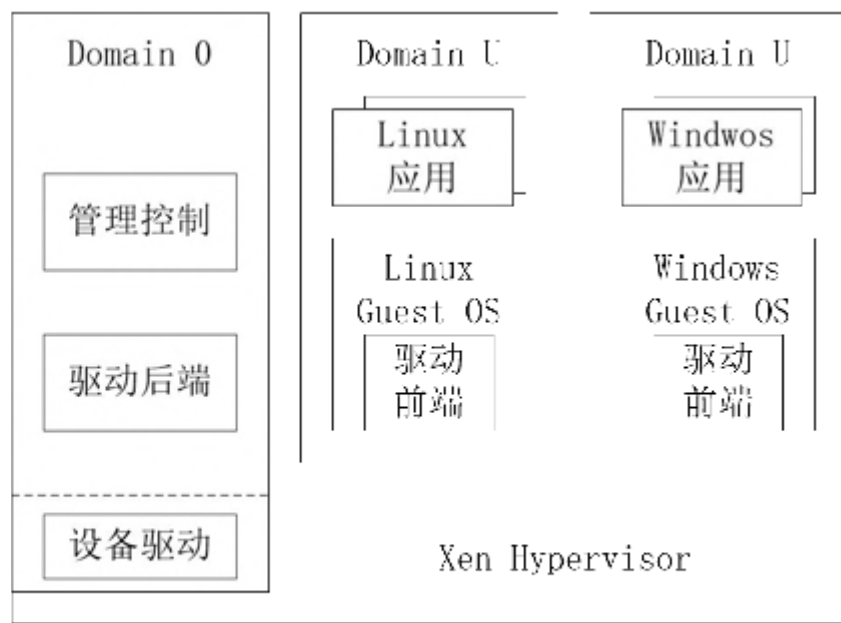 Domain 0
管理控制
驱动后端
设备驱动
Domain U
Linux
应用
Linux
Guest OS
驱动
前端
Domain U
Windwos
应用
Windows
Guest OS
驱动
前端
Xen Hypervisor